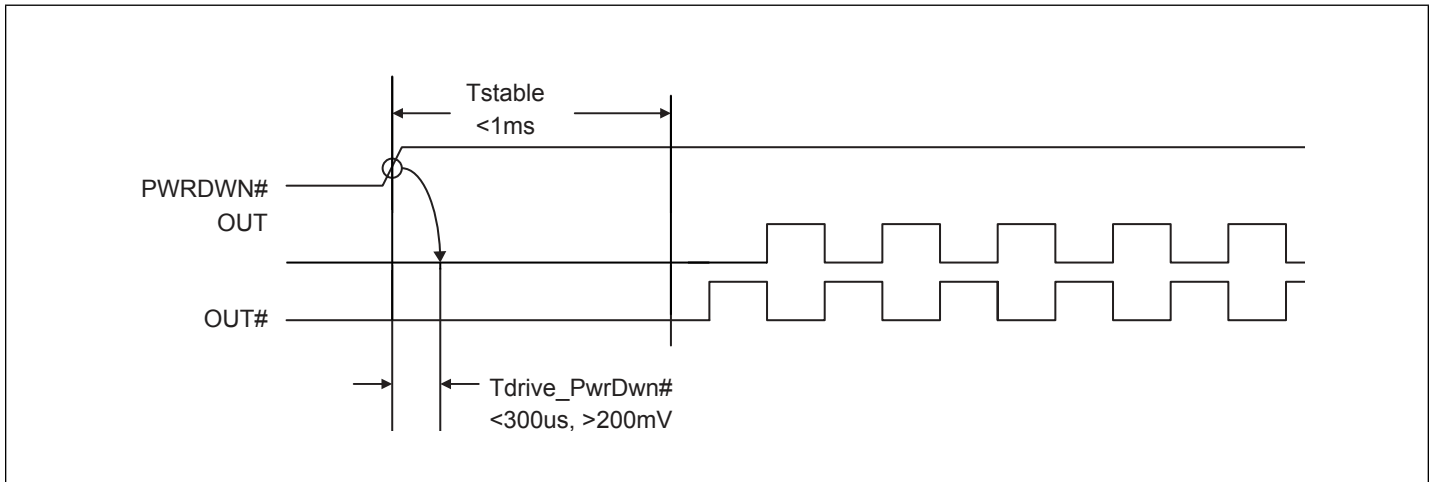 Tstable
<1ms
PWRDWN#
OUT
OUT#
Tdrive_PwrDwn#
<300us, >200mV